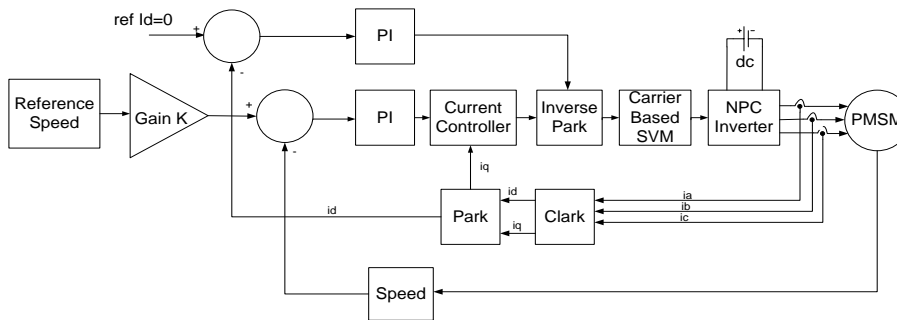 ref Id=0
+
-
PI
+ -
dc
Reference
Speed
Gain K
+
-
PI
Current
Controller
Inverse
Park
Carrier
Based
SVM
NPC
Inverter
PMSM
iq
id
Park
id
iq
Clark
ia
ib
ic
Speed